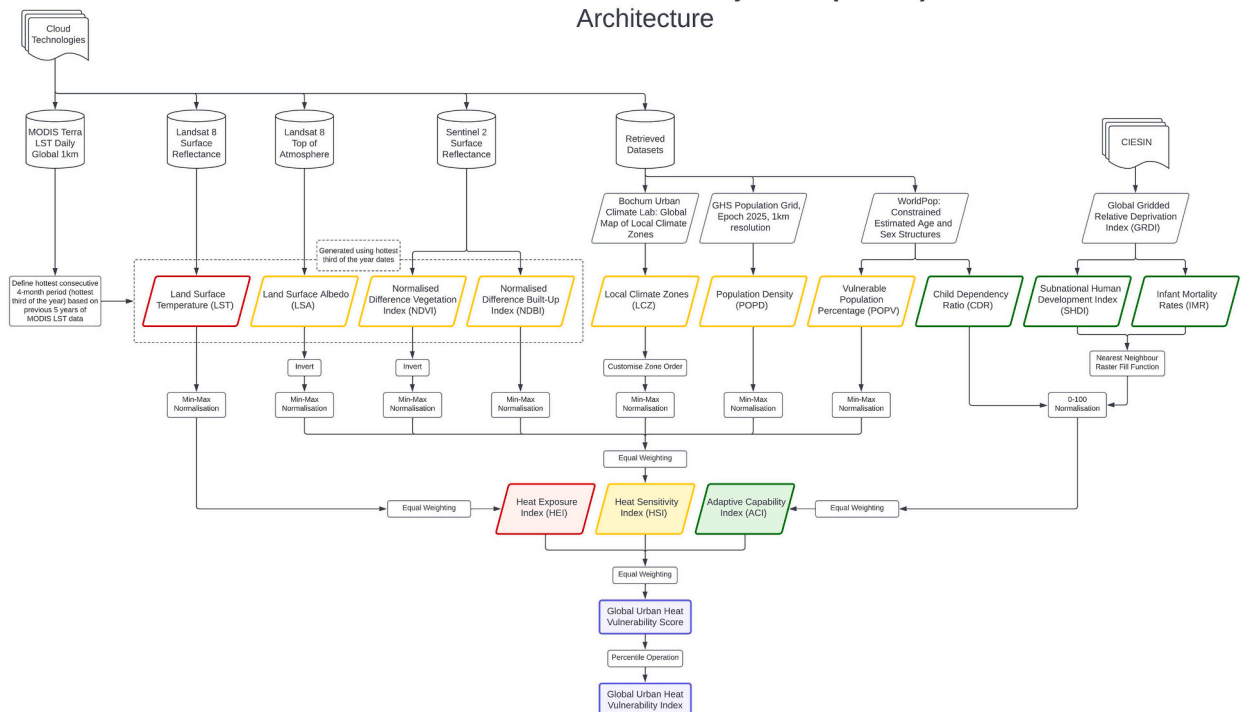 Architecture
Cloud
Technologies
MODIS Terra
LST Daily
Global 1km
Landsat 8
Surface
Reflectance
Landsat 8
Top of
Atmosphere
Sentinel 2
Surface
Reflectance
Retrieved
Datasets
CIESIN
Bochum Urban
Climate Lab: Global
Map of Local Climate
Zones
GHS Population Grid,
Epoch 2025, 1km
resolution
WorldPop:
Constrained
Estimated Age and
Sex Structures
Global Gridded
Relative Deprivation
Index (GRDI)
Generated using hottest
third of the year dates
Define hottest consecutive
4-month period (hottest
third of the year) based on
previous 5 years of
MODIS LST data
Land Surface
Temperature (LST)
Land Surface Albedo
(LSA)
Normalised
Difference Vegetation
Index (NDVI)
Normalised
Difference Built-Up
Index (NDBI)
Local Climate Zones
(LCZ)
Population Density
(POPD)
Vulnerable
Population
Percentage (POPV)
Child Dependency
Ratio (CDR)
Subnational Human
Development Index
(SHDI)
Infant Mortality
Rates (IMR)
Invert
Invert
Customise Zone Order
Nearest Neighbour
Raster Fill Function
Min-Max
Normalisation
Min-Max
Normalisation
Min-Max
Normalisation
Min-Max
Normalisation
Min-Max
Normalisation
Min-Max
Normalisation
Min-Max
Normalisation
0-100
Normalisation
Equal Weighting
Equal Weighting
Heat Exposure
Index (HEI)
Heat Sensitivity
Index (HSI)
Adaptive Capability
Index (ACI)
Equal Weighting
Equal Weighting
Global Urban Heat
Vulnerability Score
Percentile Operation
Global Urban Heat
Vulnerability Index